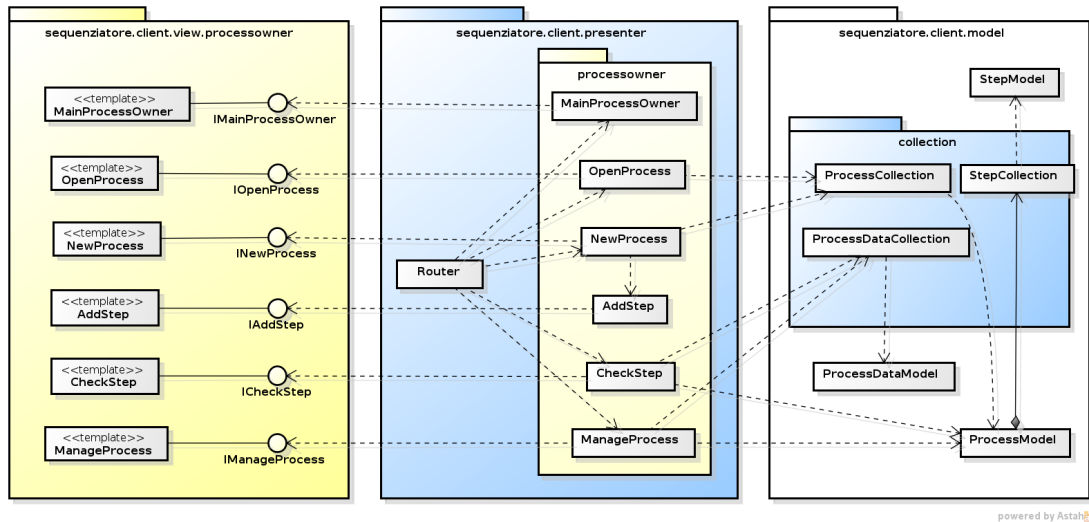 sequenziatore.client.view.processowner
<<template>>
MainProcessOwner
IMainProcessOwner
<<template>>
OpenProcess
IOpenProcess
<<template>>
NewProcess
INewProcess
<<template>>
AddStep
IAddStep
<<template>>
CheckStep
ICheckStep
<<template>>
ManageProcess
IManageProcess
sequenziatore.client.presenter
processowner
MainProcessOwner
OpenProcess
NewProcess
Router
AddStep
CheckStep
ManageProcess
sequenziatore.client.model
StepModel
collection
ProcessCollection
StepCollection
ProcessDataCollection
ProcessDataModel
ProcessModel
powered by Astah